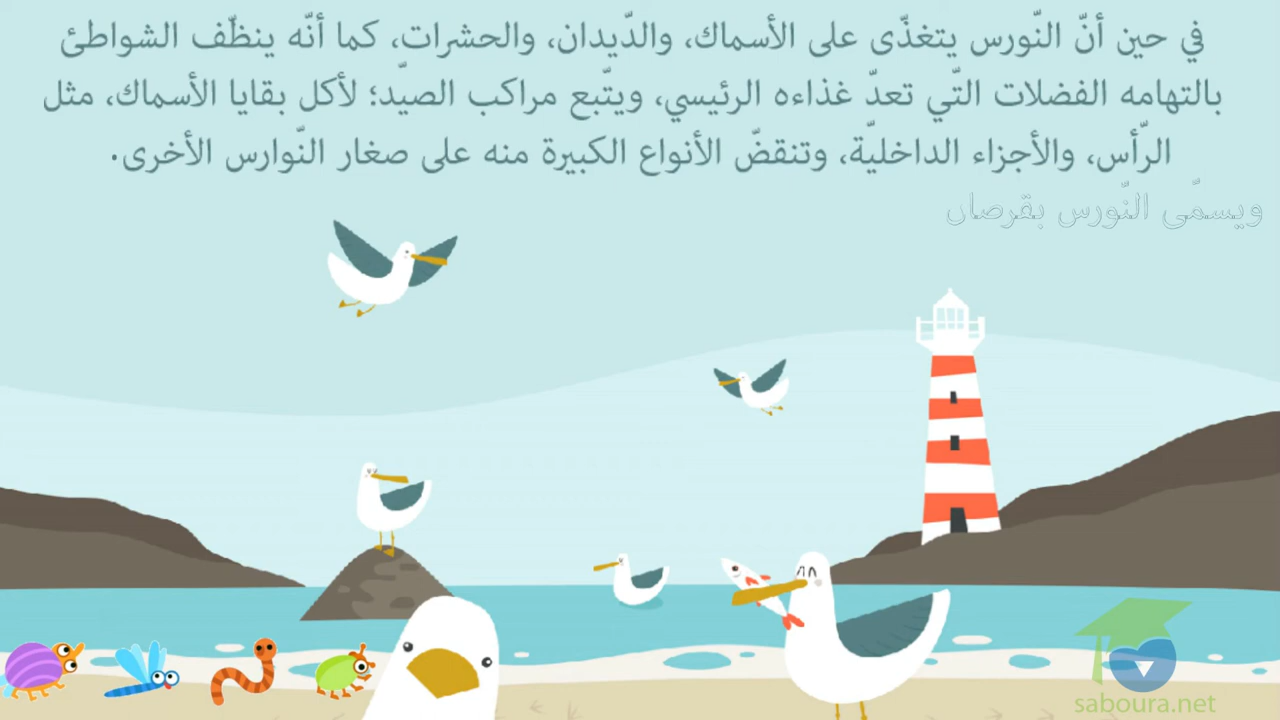 في حين أنّ النّورس يتغذّى على الأسماك، والدّيدان، والحشرات، كما أنّه ينظّف الشواطئ
بالتهامه الفضلات التّي تعدّ غذاءه الرئيسي، ويتّبع مراكب الصيّد؛ لأكل بقايا الأسماك، مثل
الرّأس، والأجزاء الداخليّة، وتنقضّ الأنواع الكبيرة منه على صغار النّوارس الأخرى.
ويسمّى النّورس بقرصان
saboura.net